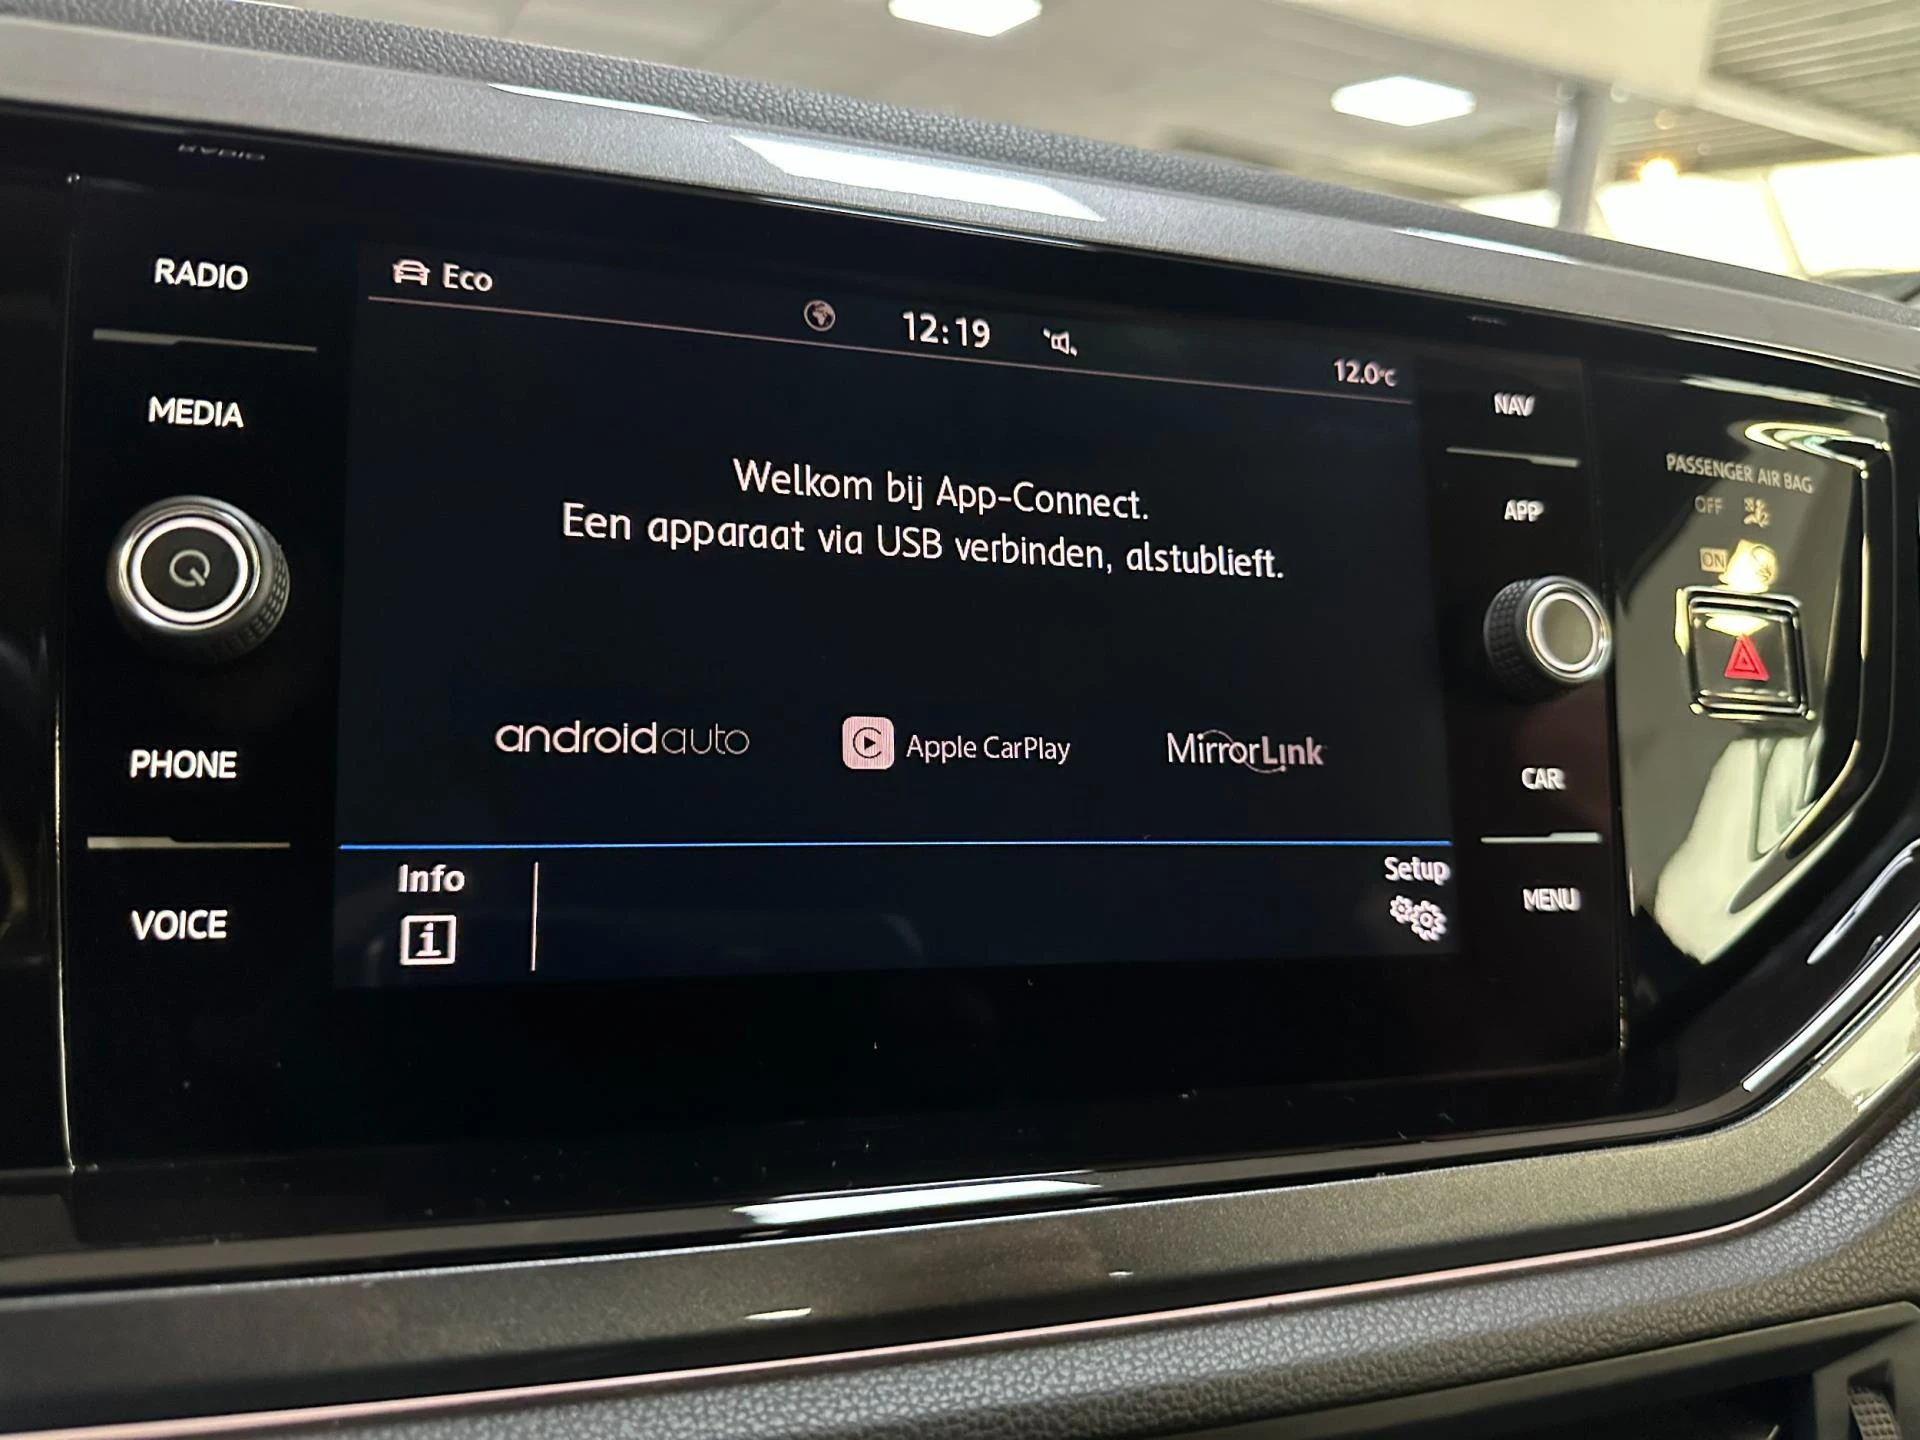 RADIO
MEDIA
PHONE
VOICE
Eco
12:19
12.0°C
Welkom bij App-Connect.
Een apparaat via USB verbinden, alstublieft.
androidauto
Apple CarPlay
MirrorLink
Info
Setup
NAV
APP
CAR
MENU
PASSENGER AIR BAG
OFF
ON